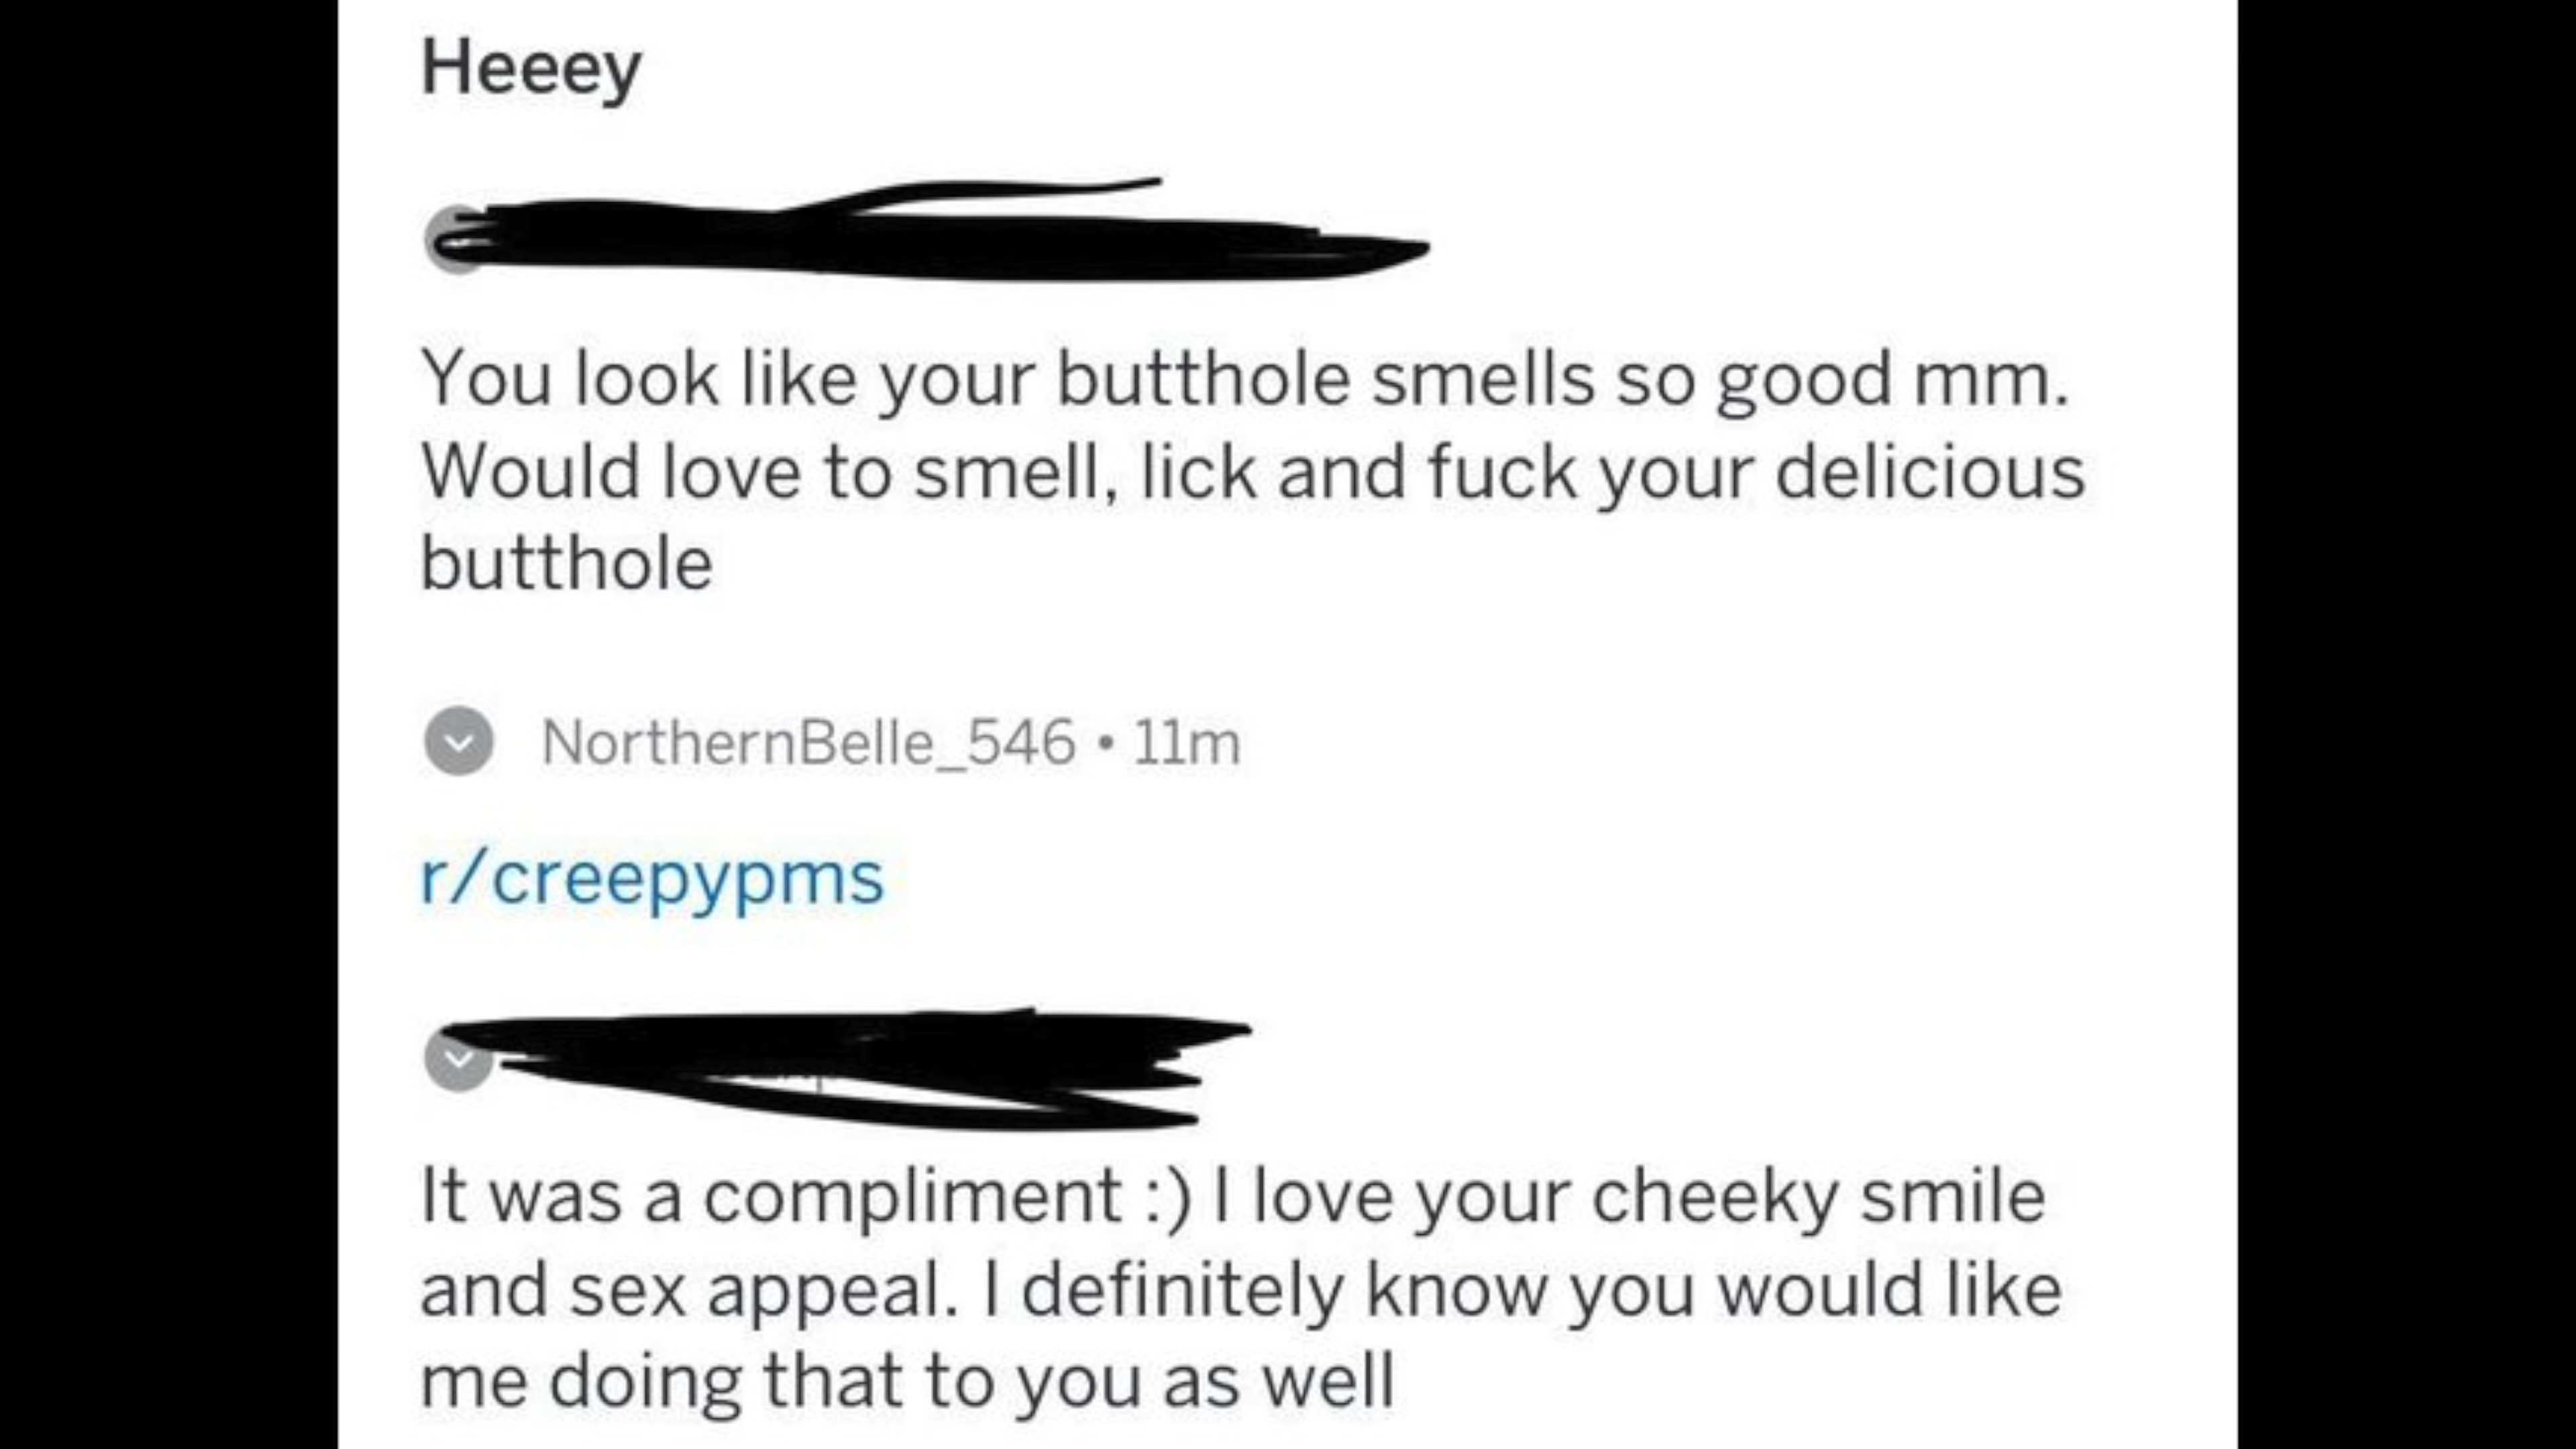 Heeey
You look like your butthole smells so good mm.
Would love to smell, lick and fuck your delicious
butthole
NorthernBelle_546 • 11m
r/creepypms
It was a compliment :) I love your cheeky smile
and sex appeal. I definitely know you would like
me doing that to you as well